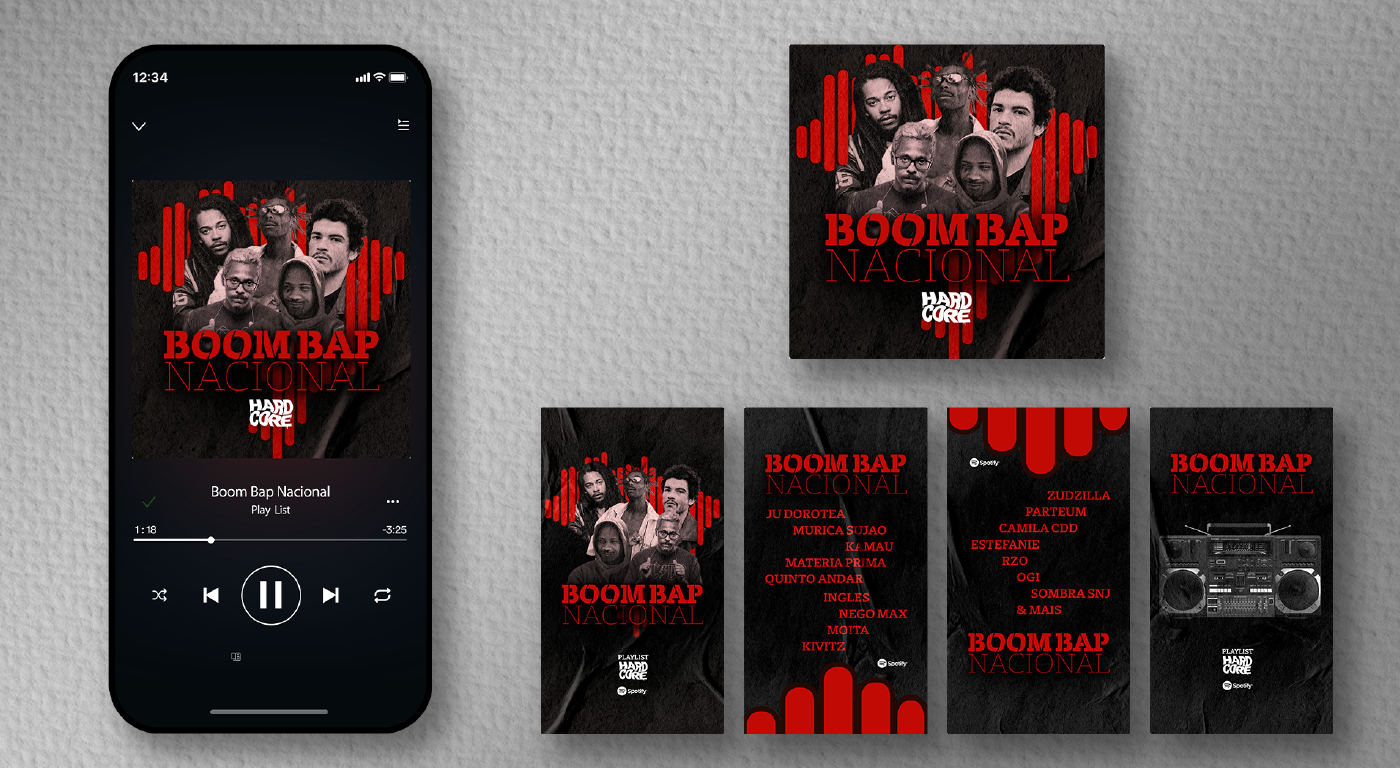 12:34
BOOM BAP
NACIONAL
HARD
CORE
Boom Bap Nacional
Play List
1:18
-3:25
BOOM BAP
NACIONAL
HARD
CORE
BOOM BAP
NACIONAL
PLAYLIST
HARD
CORE
Spotify
BOOM BAP
NACIONAL
JU DOROTEA
MURICA SUJAO
KAMAU
MATERIA PRIMA
QUINTO ANDAR
INGLES
NEGO MAX
MOITA
KIVITZ
Spotify
Spotify
ZUDZILLA
PARTEUM
CAMILA CDD
ESTEFANIE
RZO
OGI
SOMBRA SNJ
& MAIS
BOOM BAP
NACIONAL
BOOM BAP
NACIONAL
PLAYLIST
HARD
CORE
Spotify